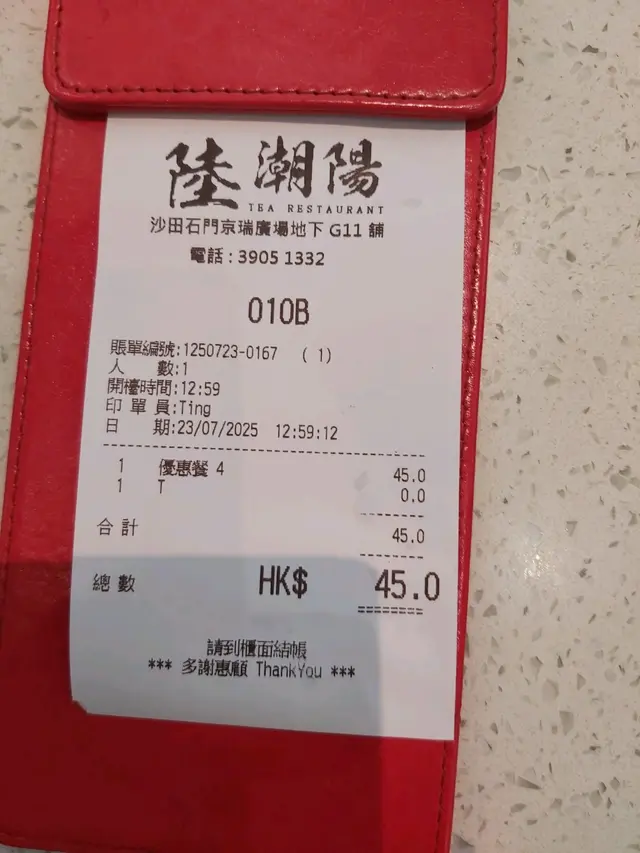 陸潮陽
TEA RESTAURANT
沙田石門京瑞廣場地下 G11 舖
電話 : 3905 1332
010B
賬單編號:1250723-0167 ( 1)
人 數:1
開檯時間:12:59
印 單 員:Ting
日 期:23/07/2025 12:59:12
1 優惠餐 4 45.0
1 T 0.0
合計 45.0
總數 HK$ 45.0
請到櫃面結帳
*** 多謝惠顧 ThankYou ***